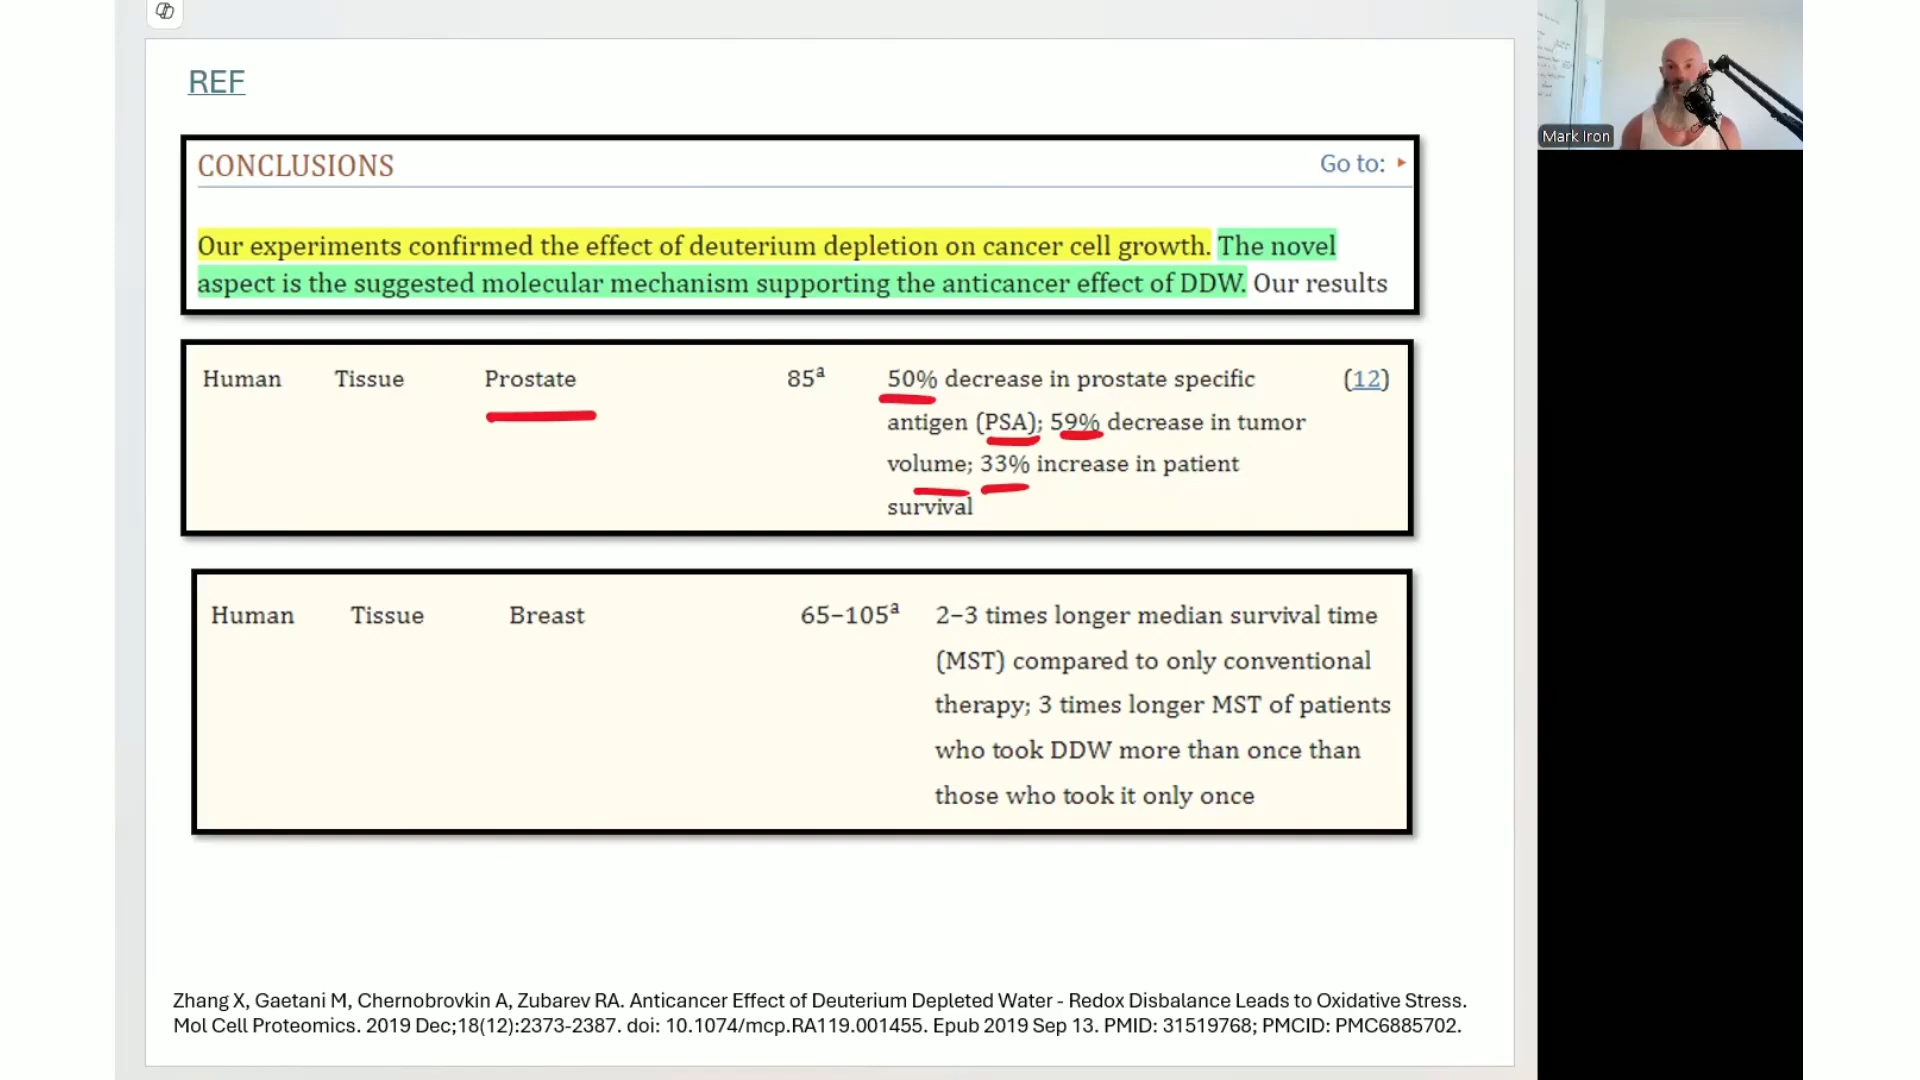 REF
CONCLUSIONS
Go to:
Our experiments confirmed the effect of deuterium depletion on cancer cell growth. The novel
aspect is the suggested molecular mechanism supporting the anticancer effect of DDW. Our results
Human Tissue Prostate 85ᵃ 50% decrease in prostate specific (12)
antigen (PSA); 59% decrease in tumor
volume; 33% increase in patient
survival
Human Tissue Breast 65–105ᵃ 2–3 times longer median survival time
(MST) compared to only conventional
therapy; 3 times longer MST of patients
who took DDW more than once than
those who took it only once
Zhang X, Gaetani M, Chernobrovkin A, Zubarev RA. Anticancer Effect of Deuterium Depleted Water - Redox Disbalance Leads to Oxidative Stress.
Mol Cell Proteomics. 2019 Dec;18(12):2373-2387. doi: 10.1074/mcp.RA119.001455. Epub 2019 Sep 13. PMID: 31519768; PMCID: PMC6885702.
Mark Iron